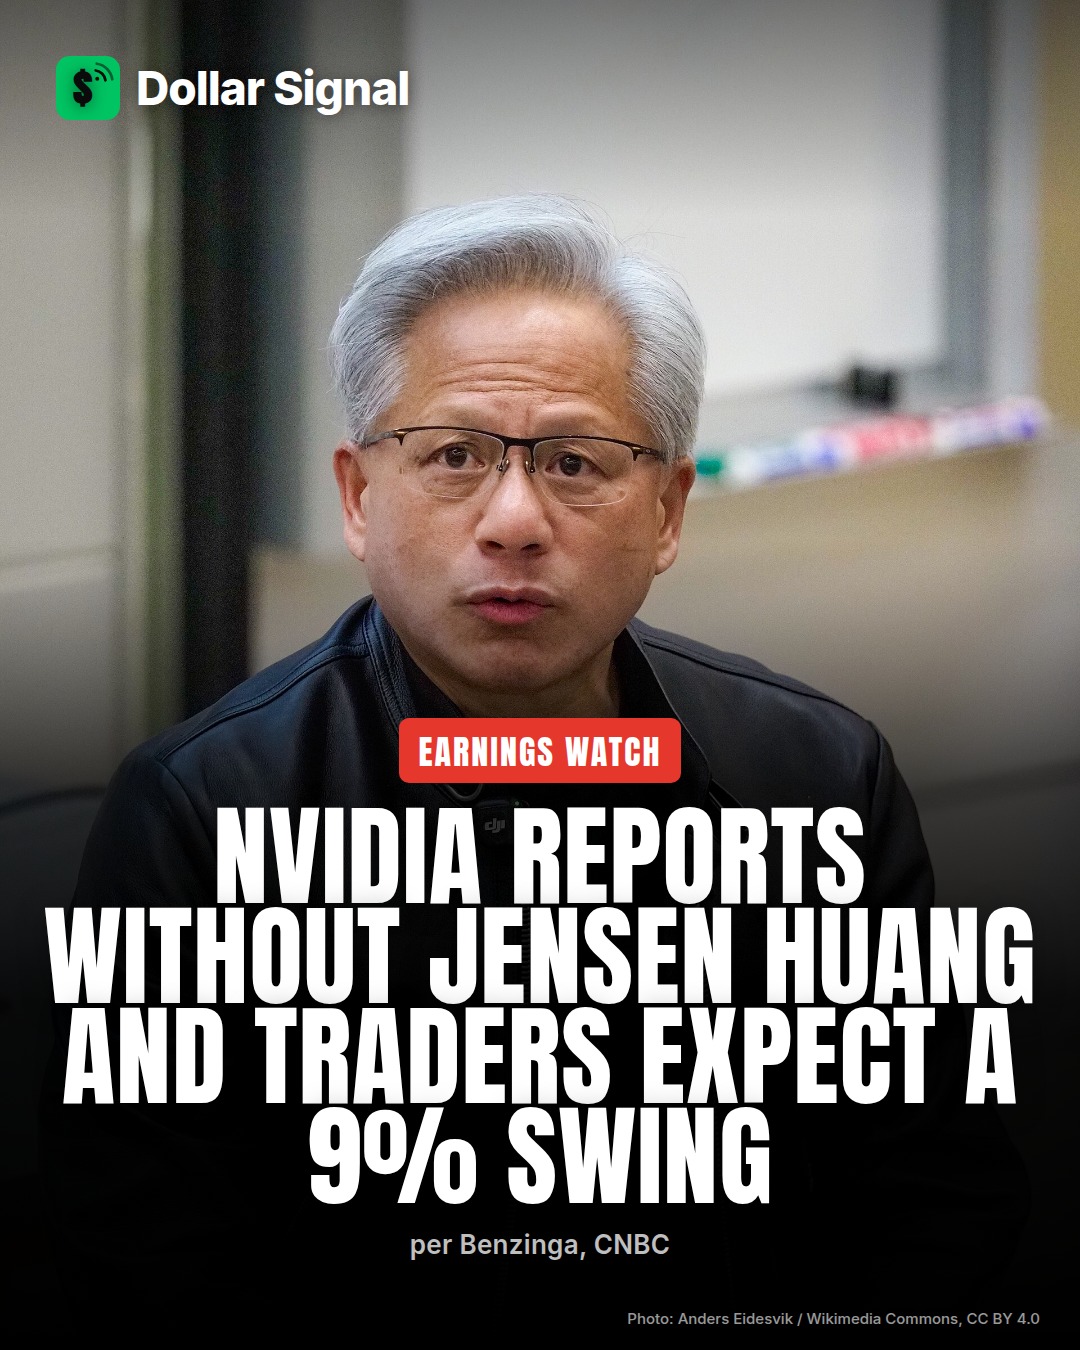 Dollar Signal
EARNINGS WATCH
dji
NVIDIA REPORTS
WITHOUT JENSEN HUANG
AND TRADERS EXPECT A
9% SWING
per Benzinga, CNBC
Photo: Anders Eidesvik / Wikimedia Commons, CC BY 4.0